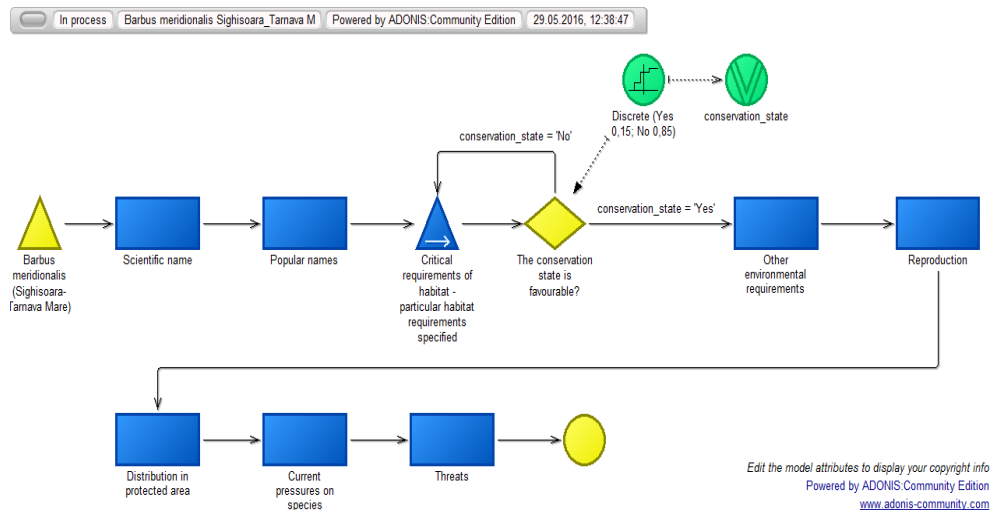 In process Barbus meridionalis Sighisoara_Tarnava M Powered by ADONIS:Community Edition 29.05.2016, 12:38:47
Discrete (Yes
0,15; No 0,85)
conservation_state
conservation_state = 'No'
conservation_state = 'Yes'
Barbus
meridionalis
(Sighisoara-
Tarnava Mare)
Scientific name
Popular names
Critical
requirements of
habitat -
particular habitat
requirements
specified
The conservation
state is
favourable?
Other
environmental
requirements
Reproduction
Distribution in
protected area
Current
pressures on
species
Threats
Edit the model attributes to display your copyright info
Powered by ADONIS:Community Edition
www.adonis-community.com